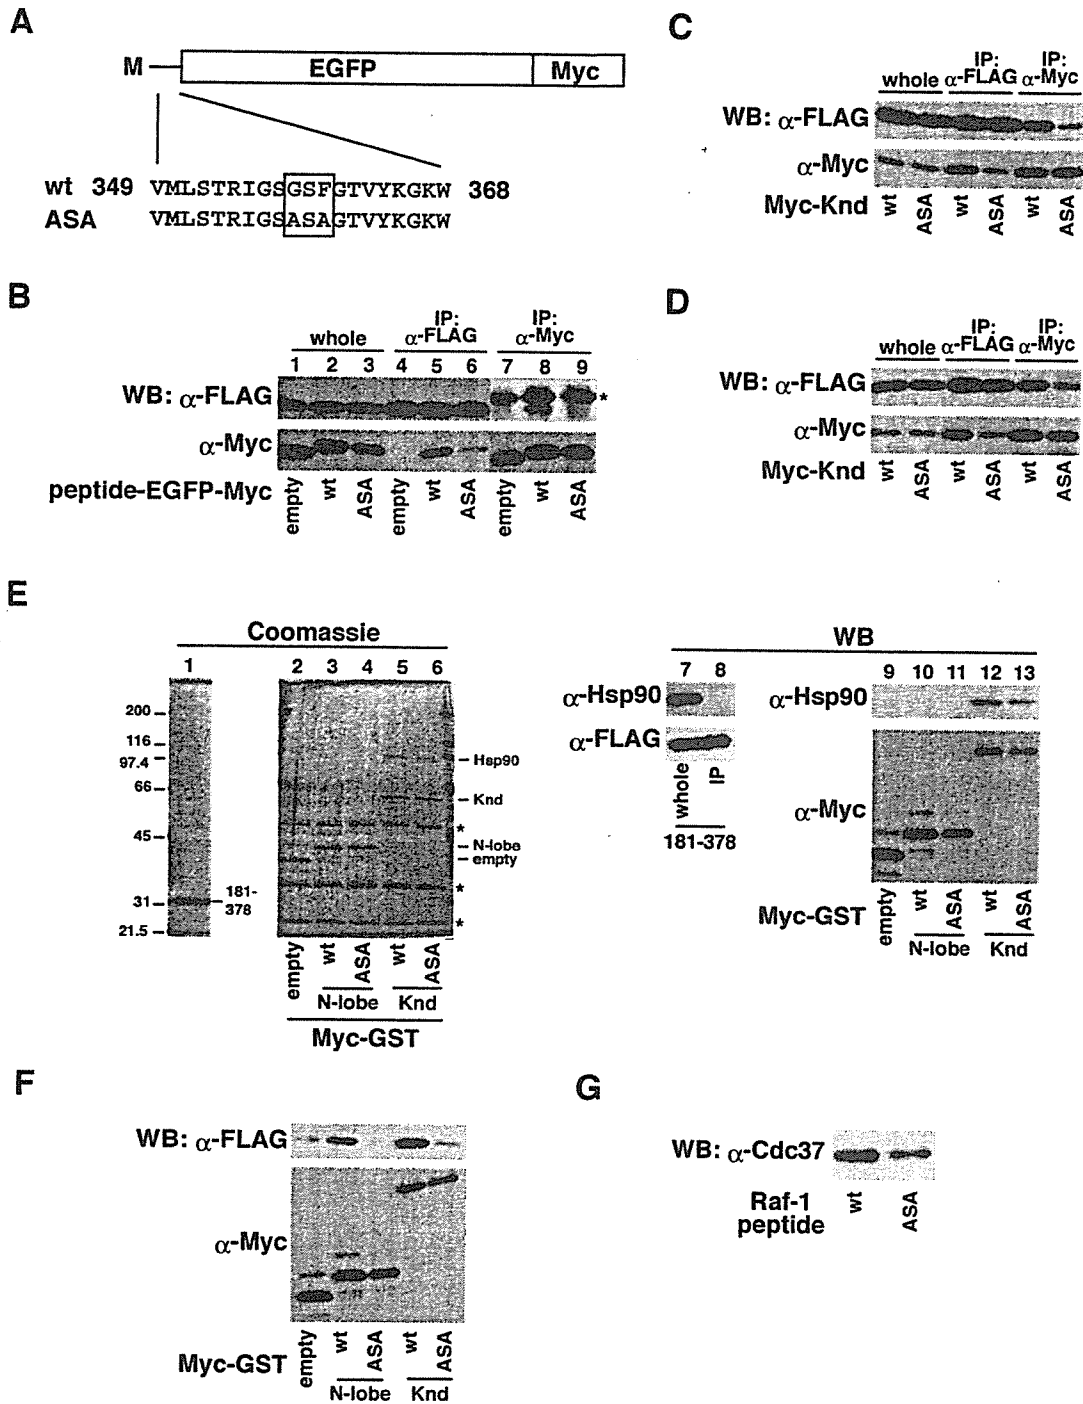 A
M EGFP Myc
wt 349 VMLSTRIGSGSFGTVYKGKW 368
ASA VMLSTRIGSASAGTVYKGKW
B
whole IP: α-FLAG IP: α-Myc
1 2 3 4 5 6 7 8 9
WB: α-FLAG *
α-Myc
peptide-EGFP-Myc empty wt ASA empty wt ASA empty wt ASA
C
whole IP: α-FLAG IP: α-Myc
WB: α-FLAG
α-Myc
Myc-Knd wt ASA wt ASA wt ASA
D
whole IP: α-FLAG IP: α-Myc
WB: α-FLAG
α-Myc
Myc-Knd wt ASA wt ASA wt ASA
E
Coomassie
1 2 3 4 5 6
200
116
97.4
66
45
31
21.5
181-
378
Hsp90
Knd
*
N-lobe
empty
*
*
empty wt ASA wt ASA
N-lobe Knd
Myc-GST
WB
7 8 9 10 11 12 13
α-Hsp90
α-FLAG
whole IP
181-378
α-Hsp90
α-Myc
Myc-GST empty wt ASA wt ASA
N-lobe Knd
F
WB: α-FLAG
α-Myc
Myc-GST empty wt ASA wt ASA
N-lobe Knd
G
WB: α-Cdc37
Raf-1
peptide wt ASA